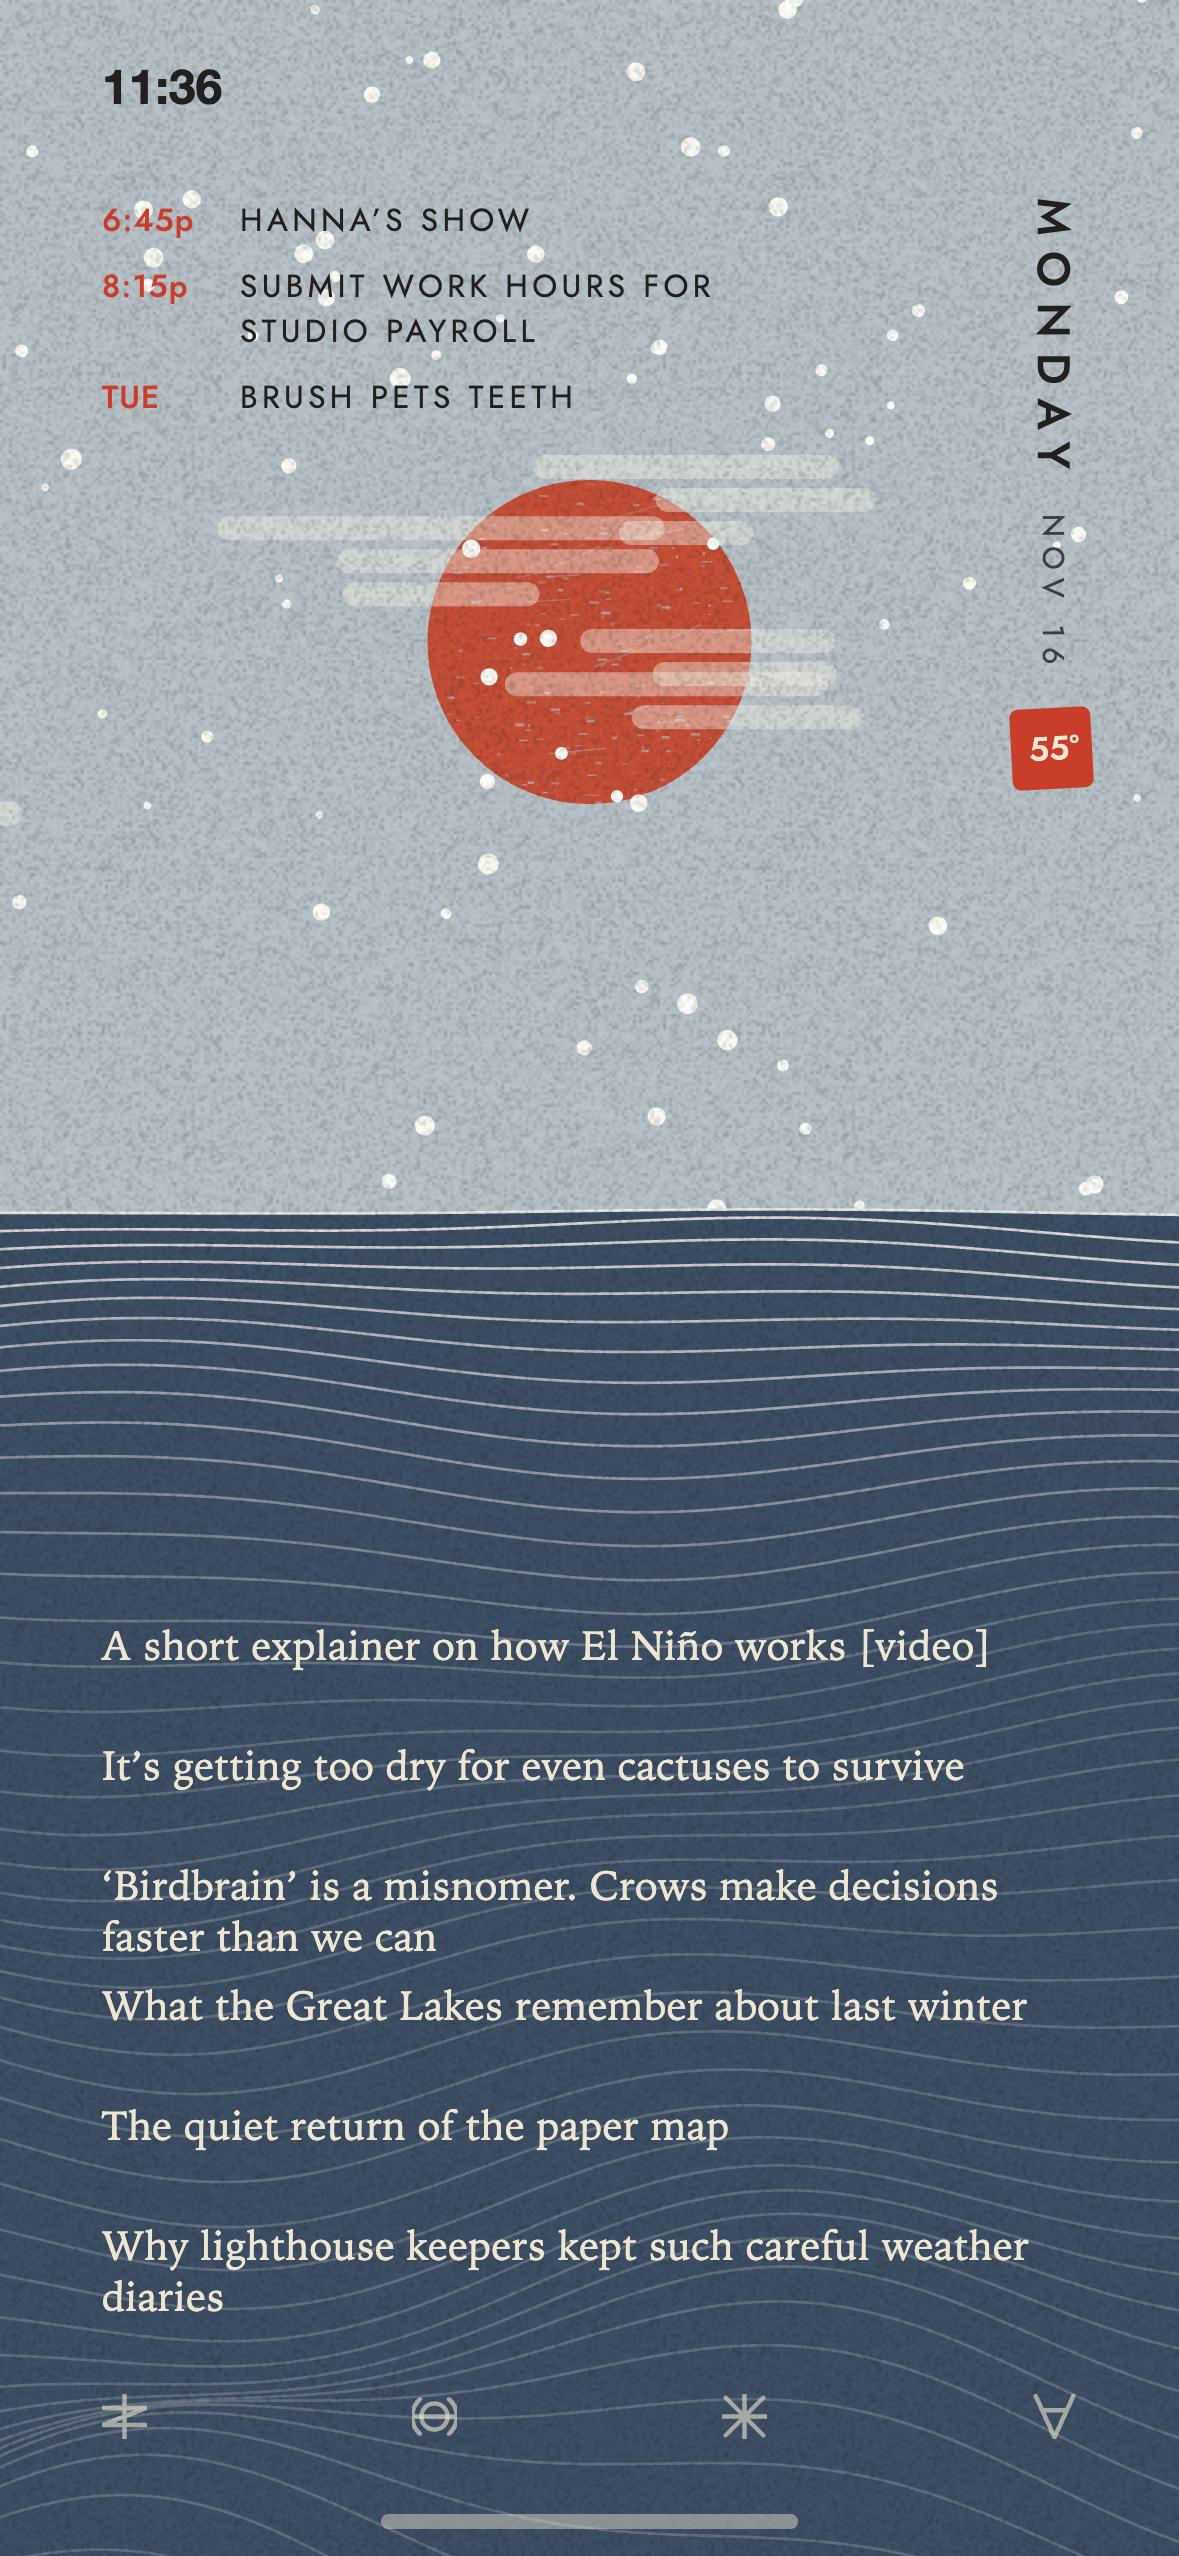 11:36
6:45p HANNA’S SHOW
8:15p SUBMIT WORK HOURS FOR
STUDIO PAYROLL
TUE BRUSH PETS TEETH
MONDAY NOV 16
55°
A short explainer on how El Niño works [video]
It’s getting too dry for even cactuses to survive
‘Birdbrain’ is a misnomer. Crows make decisions
faster than we can
What the Great Lakes remember about last winter
The quiet return of the paper map
Why lighthouse keepers kept such careful weather
diaries